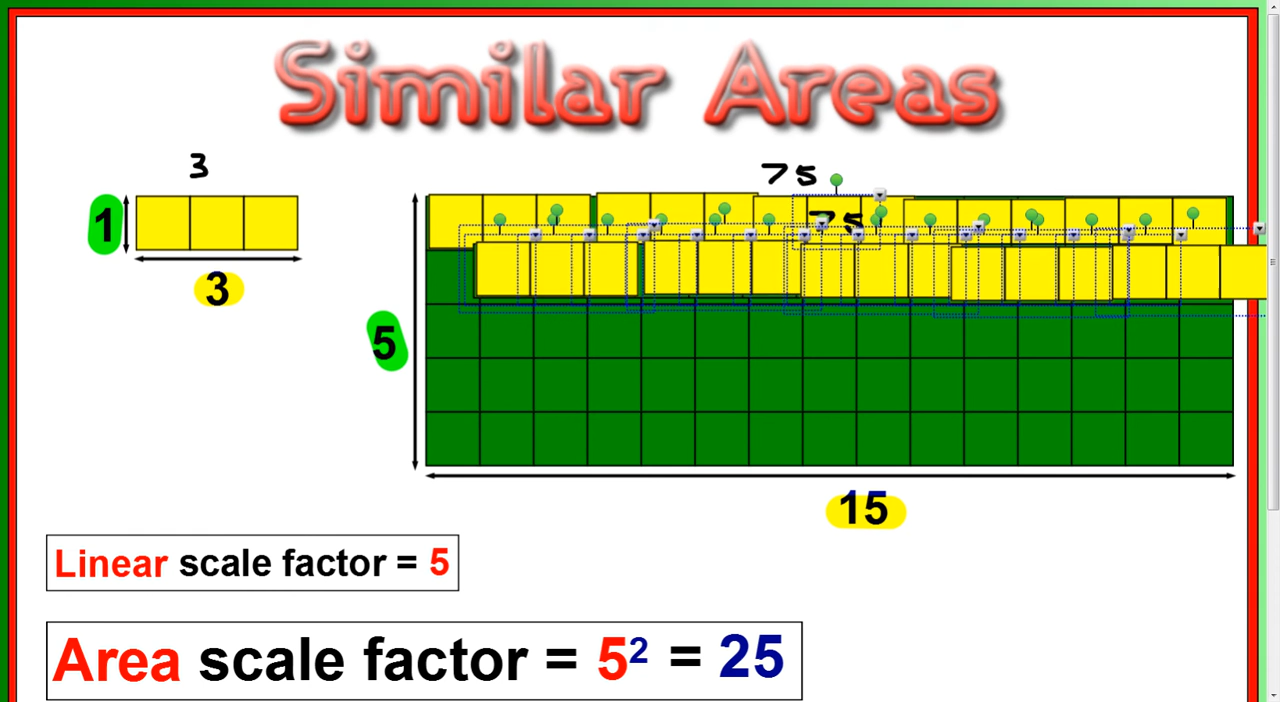 Similar Areas
3
75
1
75
3
5
15
Linear scale factor = 5
Area scale factor = 5² = 25